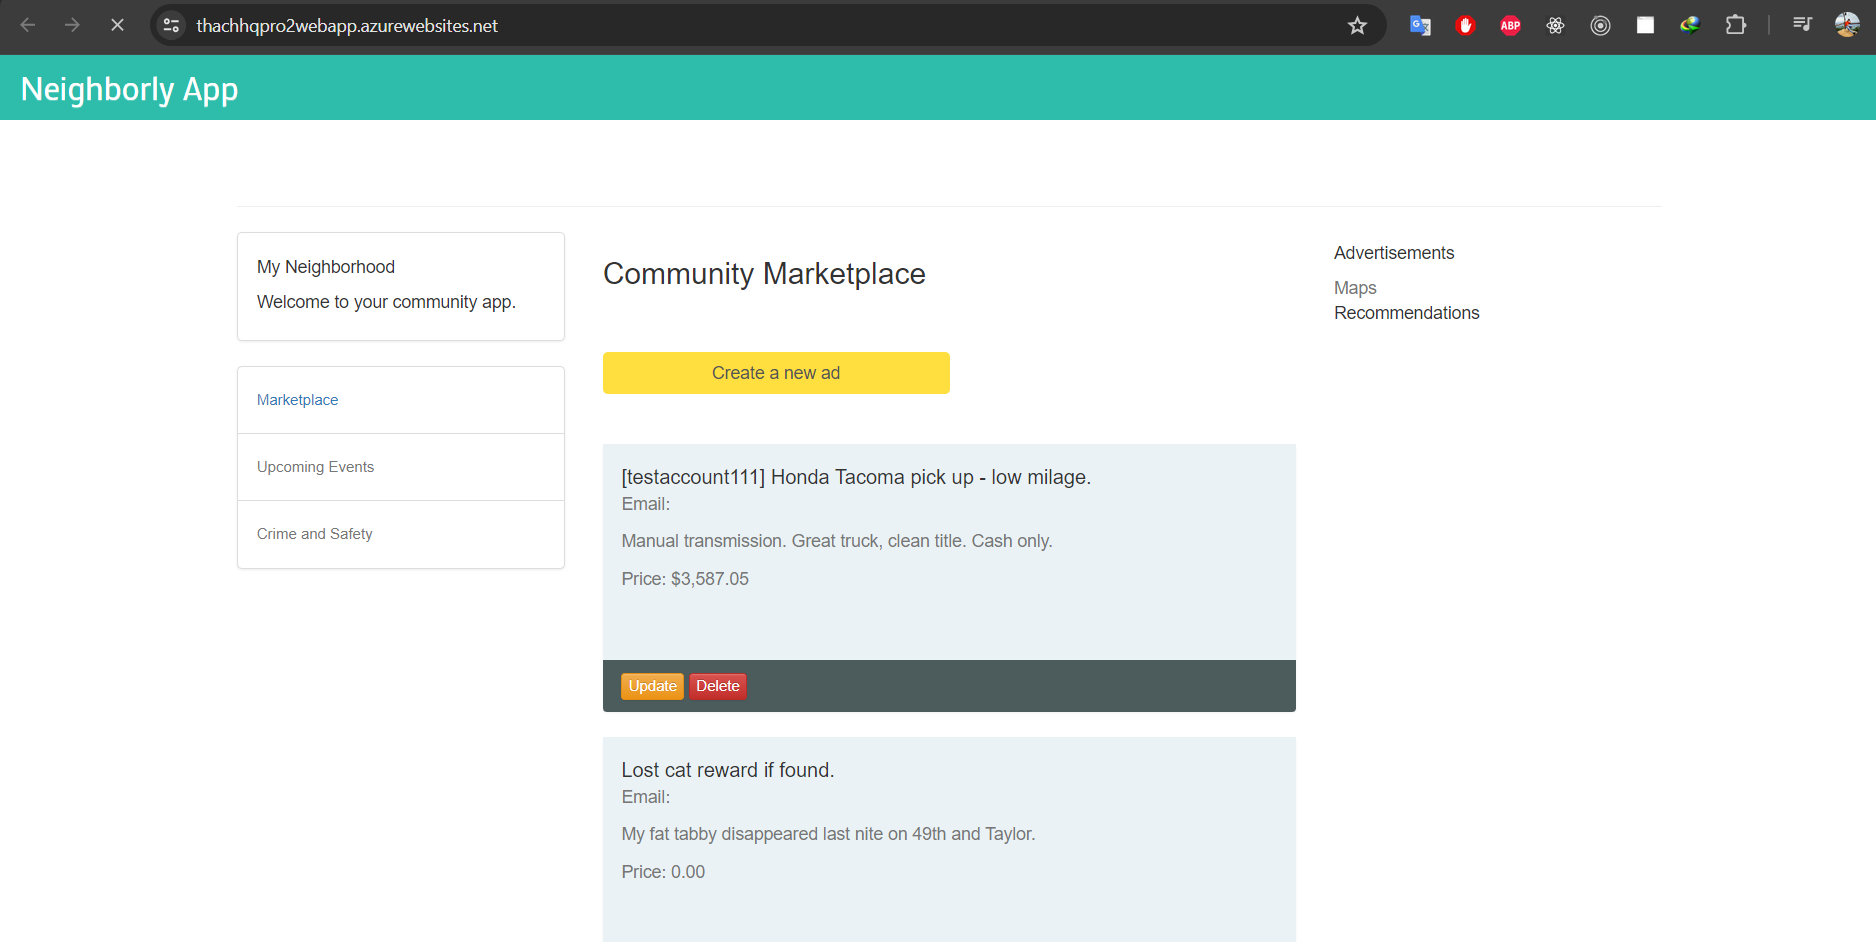 thachhqpro2webapp.azurewebsites.net
ABP
Neighborly App
My Neighborhood
Welcome to your community app.
Marketplace
Upcoming Events
Crime and Safety
Community Marketplace
Create a new ad
[testaccount111] Honda Tacoma pick up - low milage.
Email:
Manual transmission. Great truck, clean title. Cash only.
Price: $3,587.05
Update Delete
Lost cat reward if found.
Email:
My fat tabby disappeared last nite on 49th and Taylor.
Price: 0.00
Advertisements
Maps
Recommendations